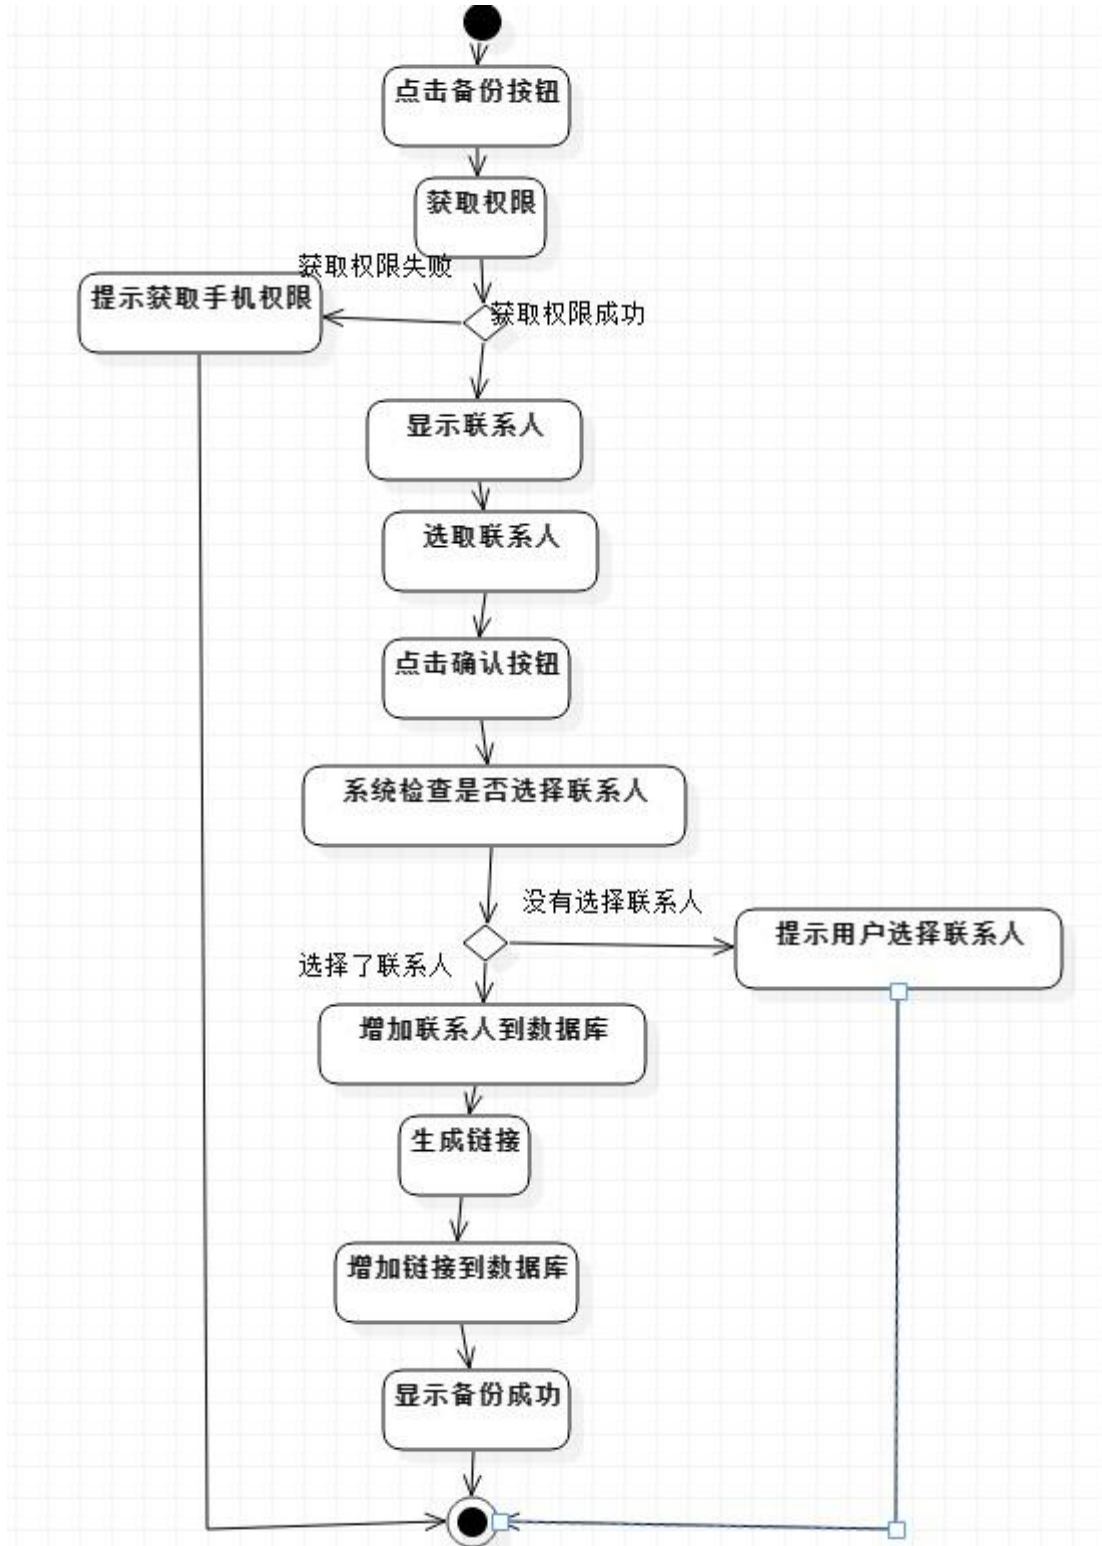 点击备份按钮
获取权限
获取权限失败
提示获取手机权限
获取权限成功
显示联系人
选取联系人
点击确认按钮
系统检查是否选择联系人
没有选择联系人
提示用户选择联系人
选择了联系人
增加联系人到数据库
生成链接
增加链接到数据库
显示备份成功